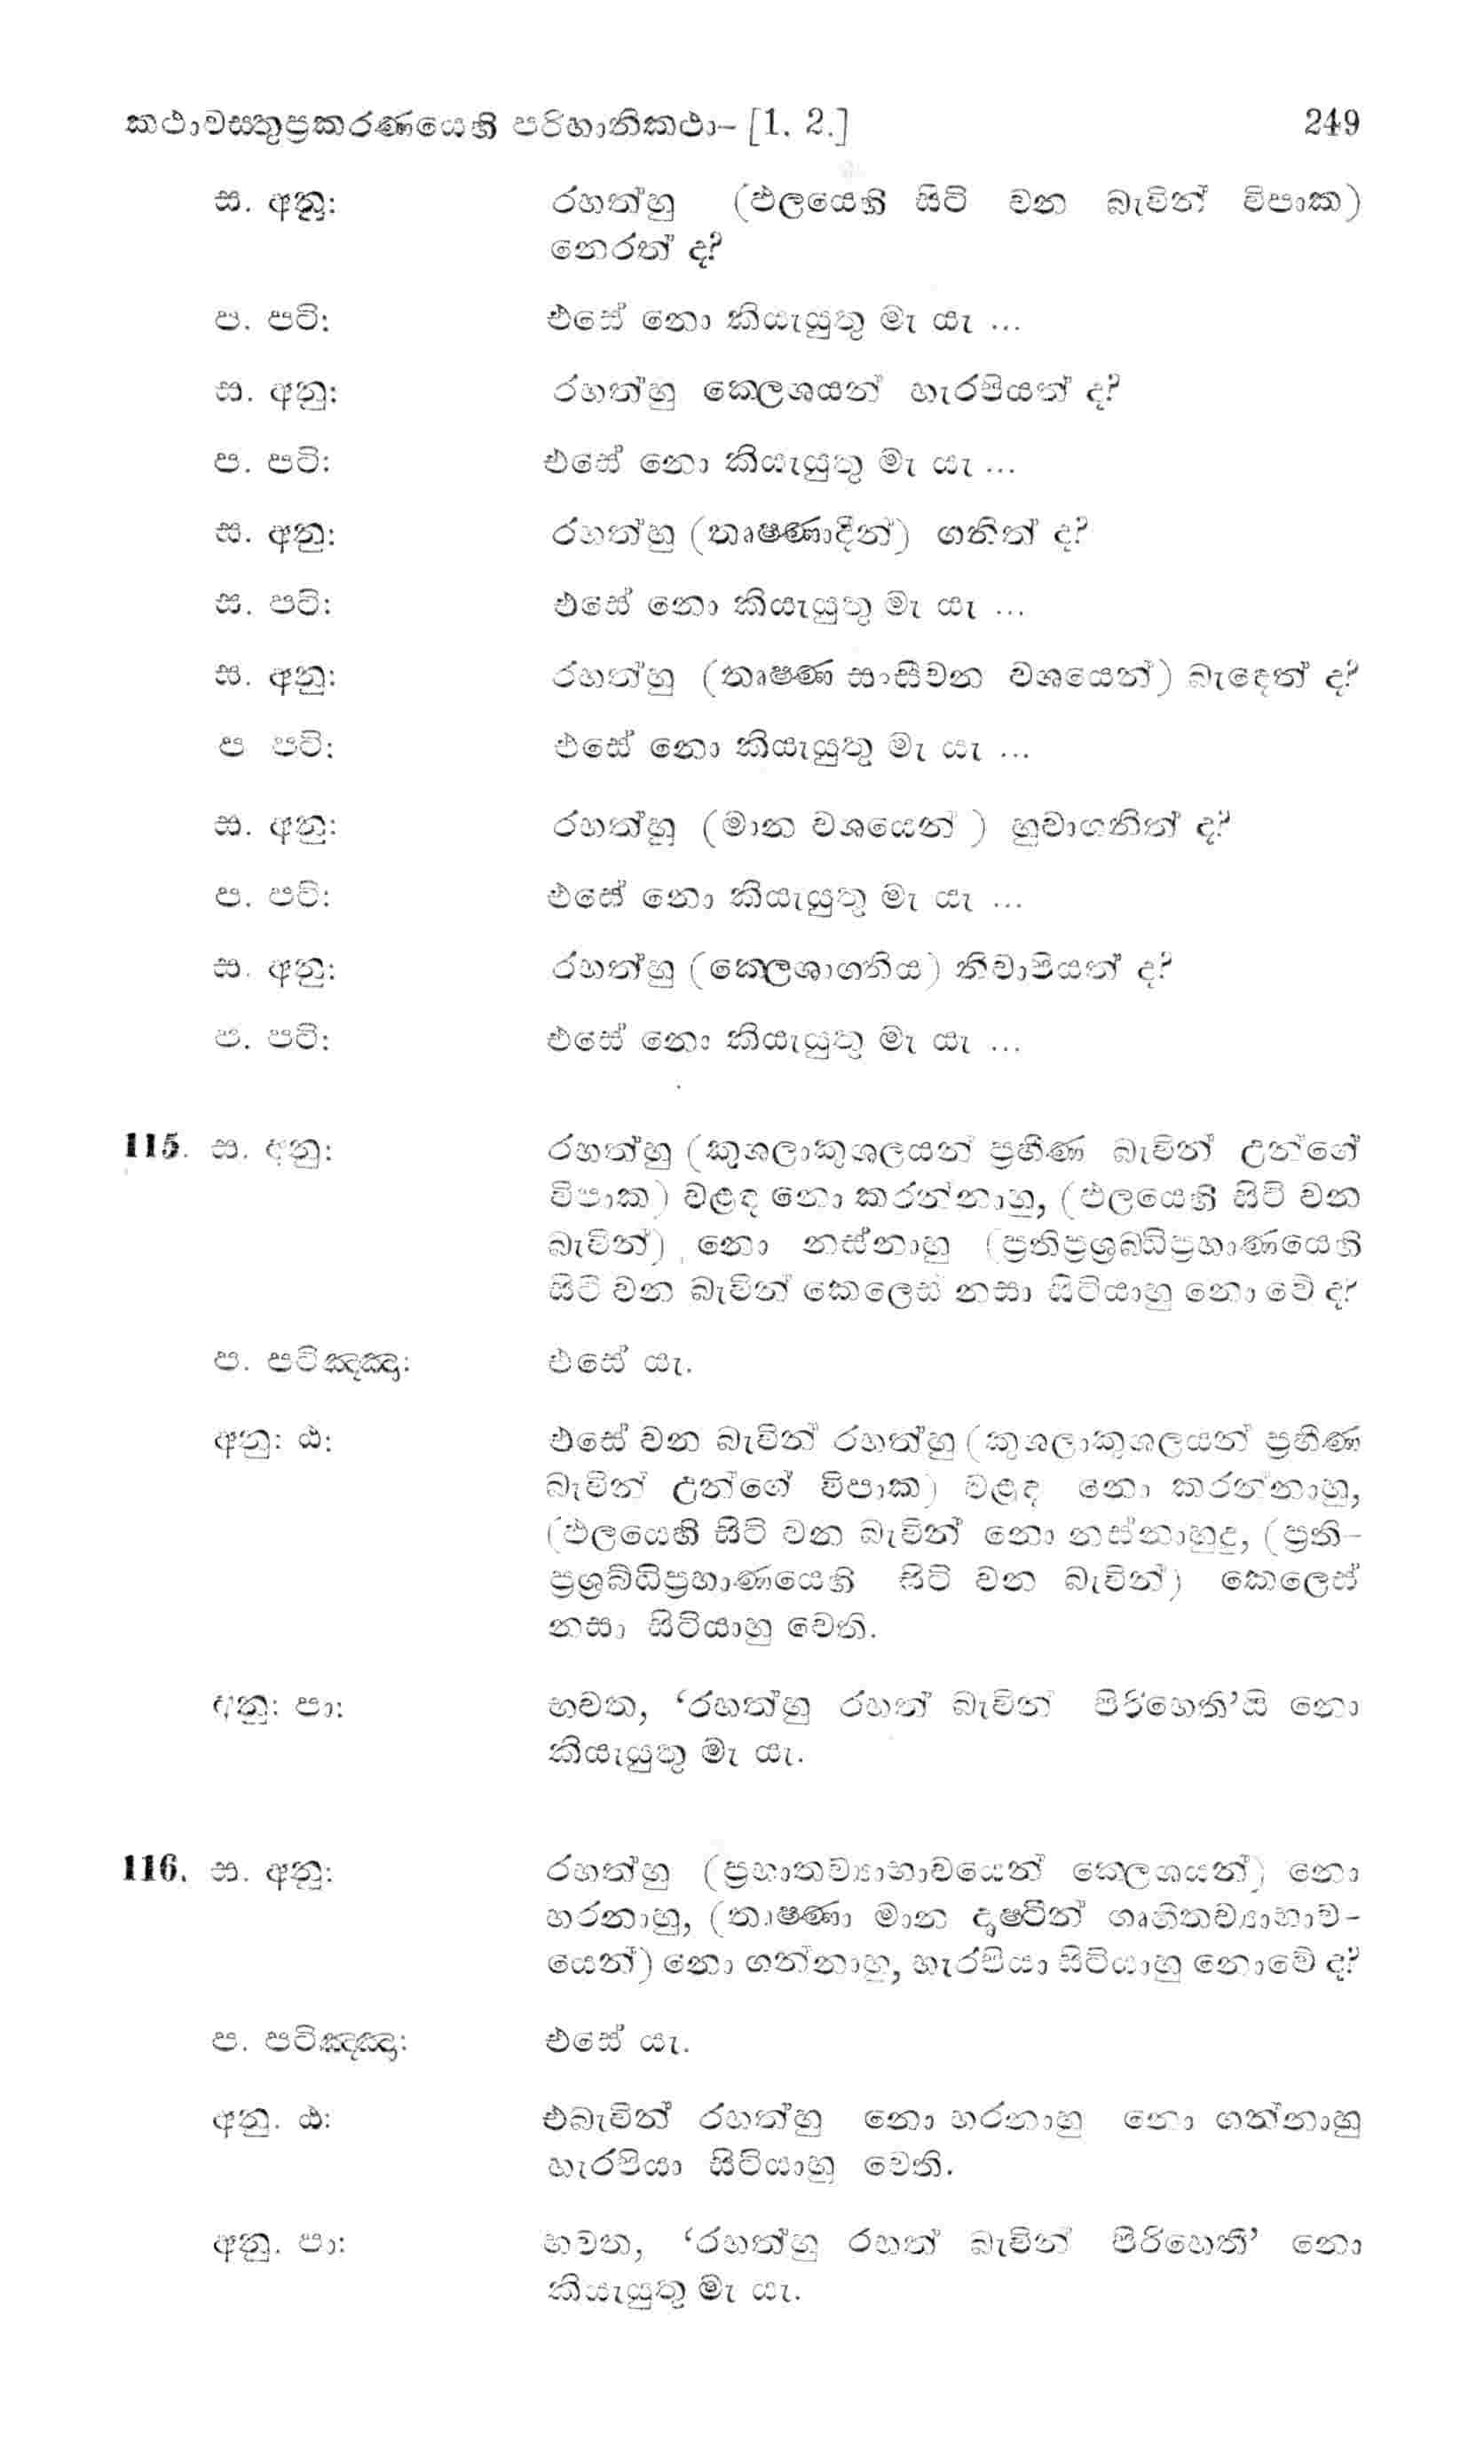 කථාවස‍්තුප්‍රකරණයෙහි පරිහානිකථා– [1. 2.] 249
ස. අනු: රහත්හු (ඵලයෙහි සිටි වන බැවින් විපාක)
නෙරත් ද?
ප. පටි: එසේ නො කියැයුතු මැ යැ ...
ස. අනු: රහත්හු කෙලශයන් හැරපියත් ද?
ප. පටි: එසේ නො කියැයුතු මැ යැ ...
ස. අනු: රහත්හු (තෘෂ්ණාදීන්) ගනිත් ද?
ස. පටි: එසේ නො කියැයුතු මැ යැ ...
ස. අනු: රහත්හු (තෘෂ්ණ සංසීවන වශයෙන්) බැඳෙත් ද?
ප පටි: එසේ නො කියැයුතු මැ යැ ...
ස. අනු: රහත්හු (මාන වශයෙන් ) හුවාගනිත් ද?
ප. පටි: එසේ නො කියැයුතු මැ යැ ...
ස. අනු: රහත්හු (කෙලශාගනිය) නිවාපියත් ද?
ප. පටි: එසේ නො කියැයුතු මැ යැ ...
115. ස. අනු: රහත්හු (කුශලාකුශලයන් ප්‍රහීණ බැවින් උන්ගේ
විපාක) වළඳ නො කරන්නාහු, (ඵලයෙහි සිටි වන
බැවින්) නො නස්නාහු (ප්‍රතිප්‍රශ්‍රබ්ධිප්‍රහාණයෙහි
සිටි වන බැවින් කෙලෙස් නසා සිටියාහු නො වේ ද?
ප. පටිඤ්ඤා: එසේ යැ.
අනු: ඨ: එසේ වන බැවින් රහත්හු (කුශලාකුශලයන් ප්‍රහීණ
බැවින් උන්ගේ විපාක) වළඳ නො කරන්නාහු,
(ඵලයෙහි සිටි වන බැවින් නො නස්නාහුදු, (ප්‍රති–
ප්‍රශ්‍රබ්ධිප්‍රහාණයෙහි සිටි වන බැවින්) කෙලෙස්
නසා සිටියාහු වෙති.
අනු: පා: භවත, ‘රහත්හු රහත් බැවින් පිරිහෙති’යි නො
කියැයුතු මැ යැ.
116. ස. අනු: රහත්හු (ප්‍රහාතව්‍යාභාවයෙන් කෙලශයන්) නො
හරනාහු, (තෘෂ්ණා මාන දෘෂ්ටීන් ගෘහිතව්‍යාභාව–
යෙන්) නො ගන්නාහු, හැරපියා සිටියාහු නොවේ ද?
ප. පටිඤ්ඤා: එසේ යැ.
අනු. ඨ: එබැවින් රහත්හු නො හරනාහු නො ගන්නාහු
හැරපියා සිටියාහු වෙති.
අනු. පා: භවත, ‘රහත්හු රහත් බැවින් පිරිහෙති’ නො
කියැයුතු මැ යැ.